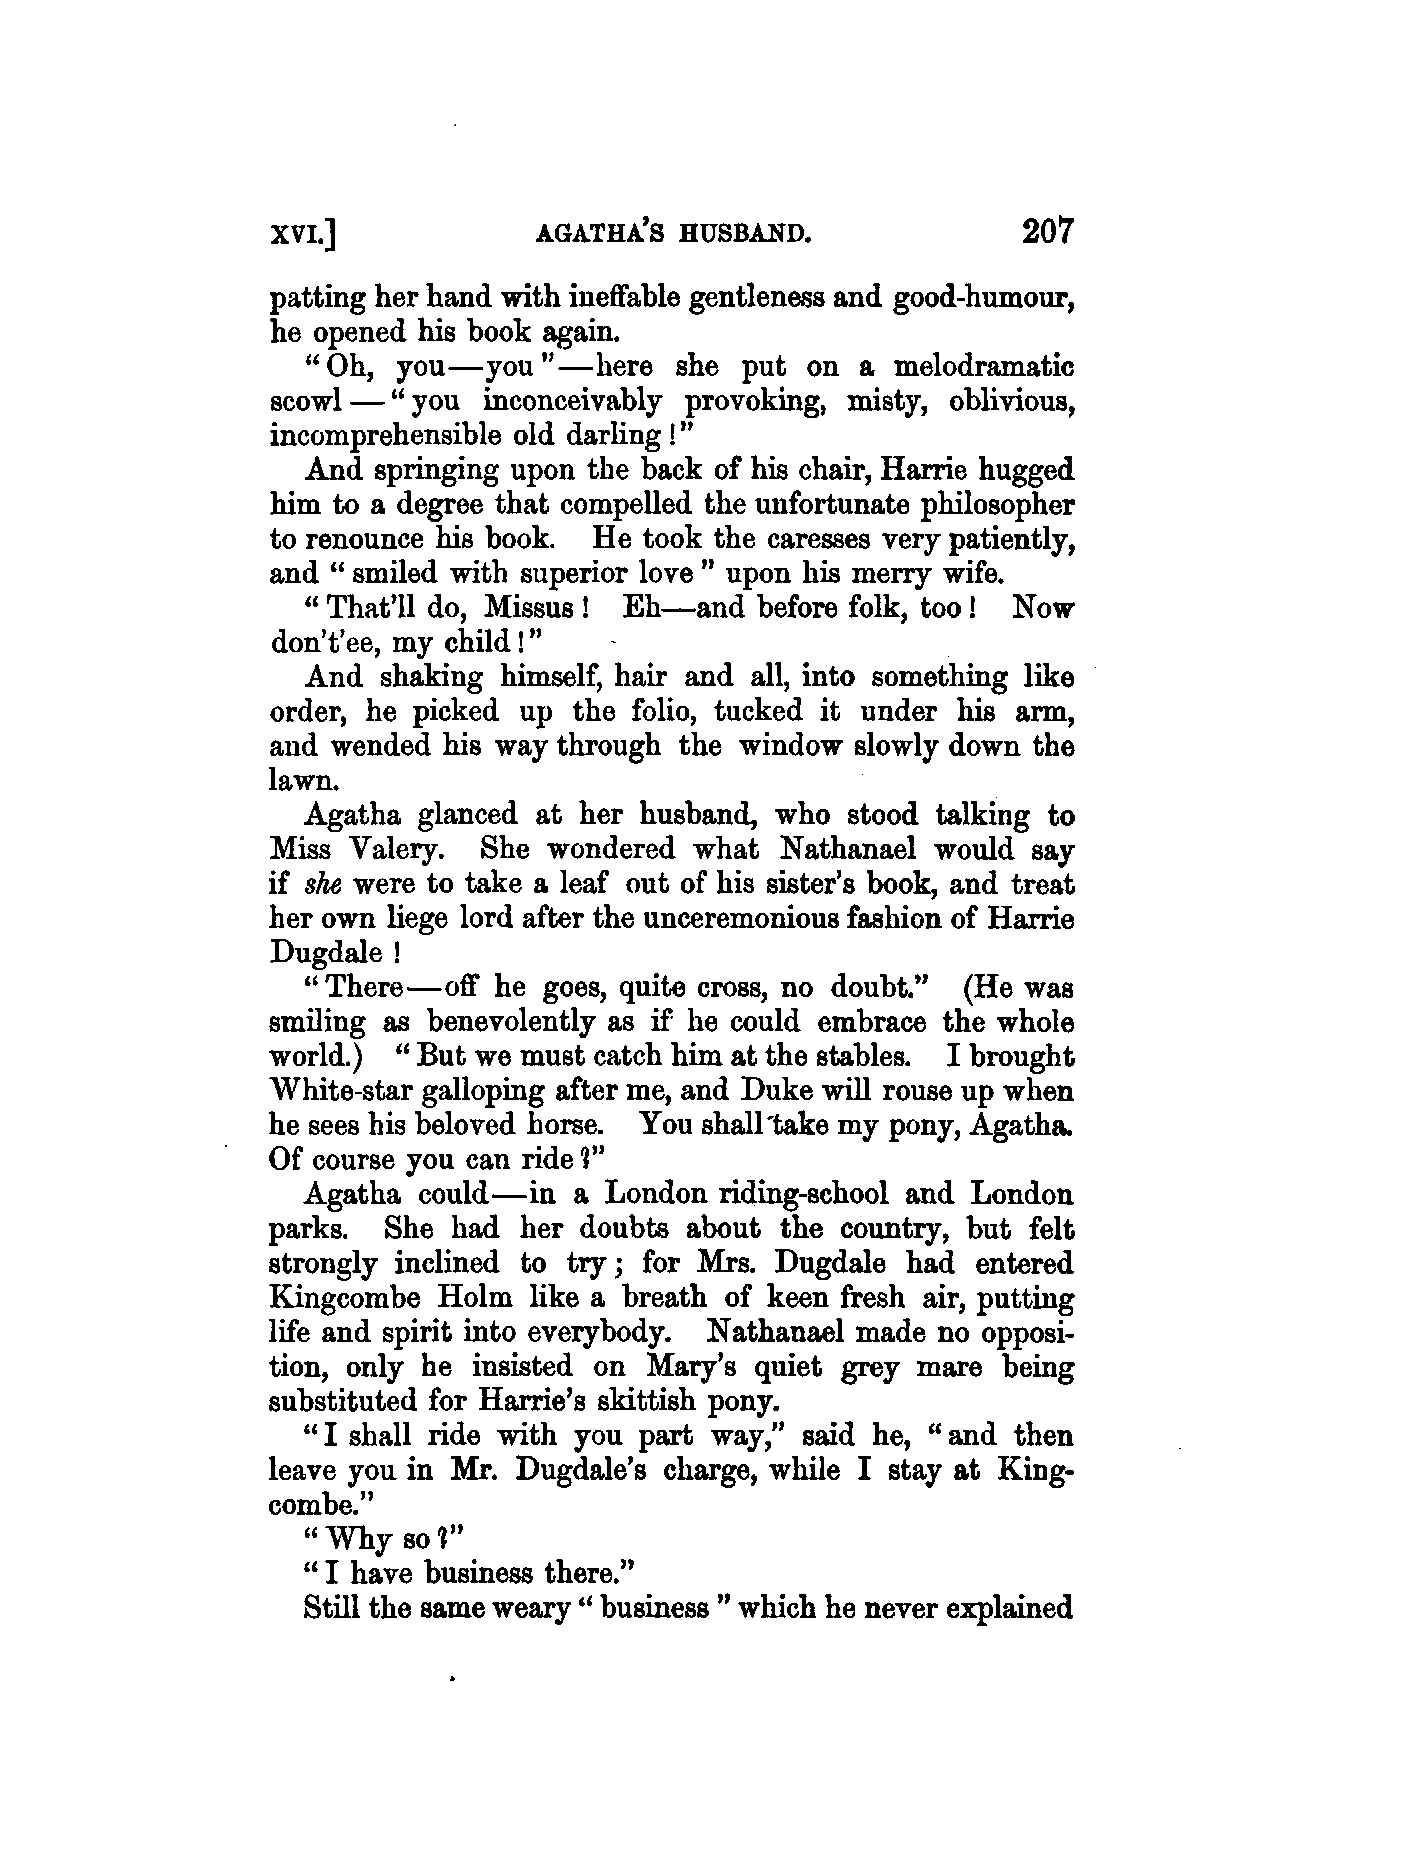 XVI.] AGATHA'S HUSBAND. 207
patting her hand with ineffable gentleness and good-humour,
he opened his book again.
"Oh, you—you"—here she put on a melodramatic
scowl—"you inconceivably provoking, misty, oblivious,
incomprehensible old darling!"
And springing upon the back of his chair, Harrie hugged
him to a degree that compelled the unfortunate philosopher
to renounce his book. He took the caresses very patiently,
and "smiled with superior love" upon his merry wife.
"That'll do, Missus! Eh—and before folk, too! Now
don't'ee, my child!"
And shaking himself, hair and all, into something like
order, he picked up the folio, tucked it under his arm,
and wended his way through the window slowly down the
lawn.
Agatha glanced at her husband, who stood talking to
Miss Valery. She wondered what Nathanael would say
if she were to take a leaf out of his sister's book, and treat
her own liege lord after the unceremonious fashion of Harrie
Dugdale!
"There—off he goes, quite cross, no doubt." (He was
smiling as benevolently as if he could embrace the whole
world.) "But we must catch him at the stables. I brought
White-star galloping after me, and Duke will rouse up when
he sees his beloved horse. You shall take my pony, Agatha.
Of course you can ride?"
Agatha could—in a London riding-school and London
parks. She had her doubts about the country, but felt
strongly inclined to try; for Mrs. Dugdale had entered
Kingcombe Holm like a breath of keen fresh air, putting
life and spirit into everybody. Nathanael made no opposi-
tion, only he insisted on Mary's quiet grey mare being
substituted for Harrie's skittish pony.
"I shall ride with you part way," said he, "and then
leave you in Mr. Dugdale's charge, while I stay at King-
combe."
"Why so?"
"I have business there."
Still the same weary "business" which he never explained